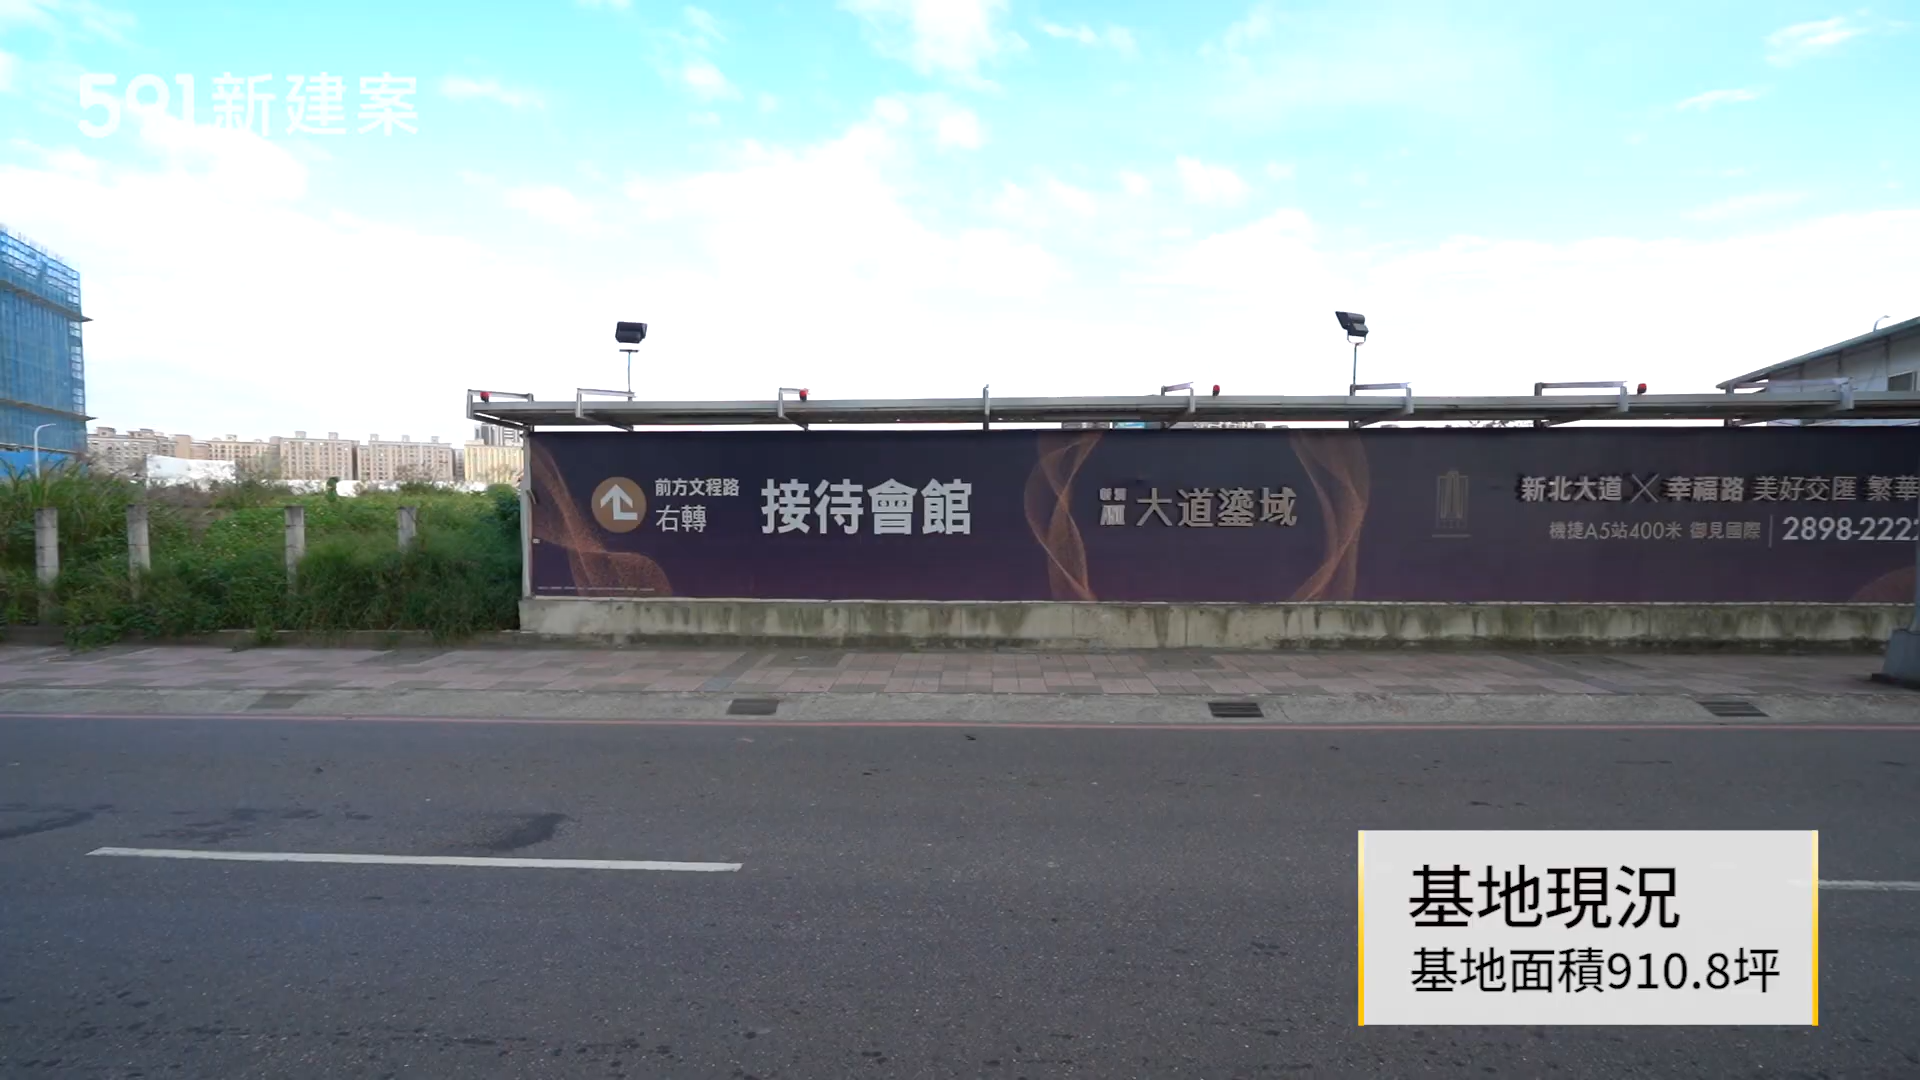 591新建案
前方文程路
右轉
接待會館
大道鎏域
新北大道╳幸福路 美好交匯 繁華
機捷A5站400米 御見國際｜2898-2222
基地現況
基地面積910.8坪